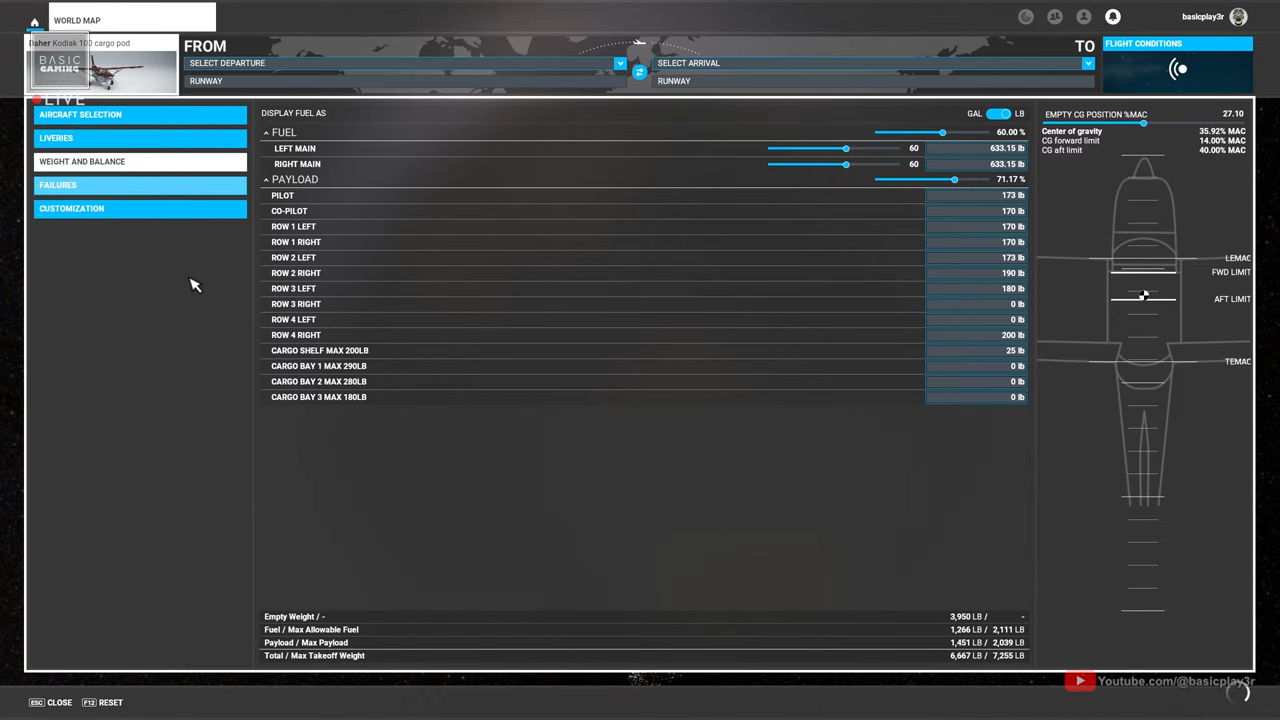 WORLD MAP
basicplay3r
Daher Kodiak 100 cargo pod
BASIC
GAMING
LIVE
FROM
SELECT DEPARTURE
RUNWAY
TO
SELECT ARRIVAL
RUNWAY
FLIGHT CONDITIONS
AIRCRAFT SELECTION
LIVERIES
WEIGHT AND BALANCE
FAILURES
CUSTOMIZATION
DISPLAY FUEL AS GAL LB
FUEL 60.00 %
LEFT MAIN 60 633.15 lb
RIGHT MAIN 60 633.15 lb
PAYLOAD 71.17 %
PILOT 173 lb
CO-PILOT 170 lb
ROW 1 LEFT 170 lb
ROW 1 RIGHT 170 lb
ROW 2 LEFT 173 lb
ROW 2 RIGHT 190 lb
ROW 3 LEFT 180 lb
ROW 3 RIGHT 0 lb
ROW 4 LEFT 0 lb
ROW 4 RIGHT 200 lb
CARGO SHELF MAX 200LB 25 lb
CARGO BAY 1 MAX 290LB 0 lb
CARGO BAY 2 MAX 280LB 0 lb
CARGO BAY 3 MAX 180LB 0 lb
Empty Weight / - 3,950 LB / -
Fuel / Max Allowable Fuel 1,266 LB / 2,111 LB
Payload / Max Payload 1,451 LB / 2,039 LB
Total / Max Takeoff Weight 6,667 LB / 7,255 LB
EMPTY CG POSITION %MAC 27.10
Center of gravity 35.92% MAC
CG forward limit 14.00% MAC
CG aft limit 40.00% MAC
LEMAC
FWD LIMIT
AFT LIMIT
TEMAC
Youtube.com/@basicplay3r
ESC CLOSE F12 RESET